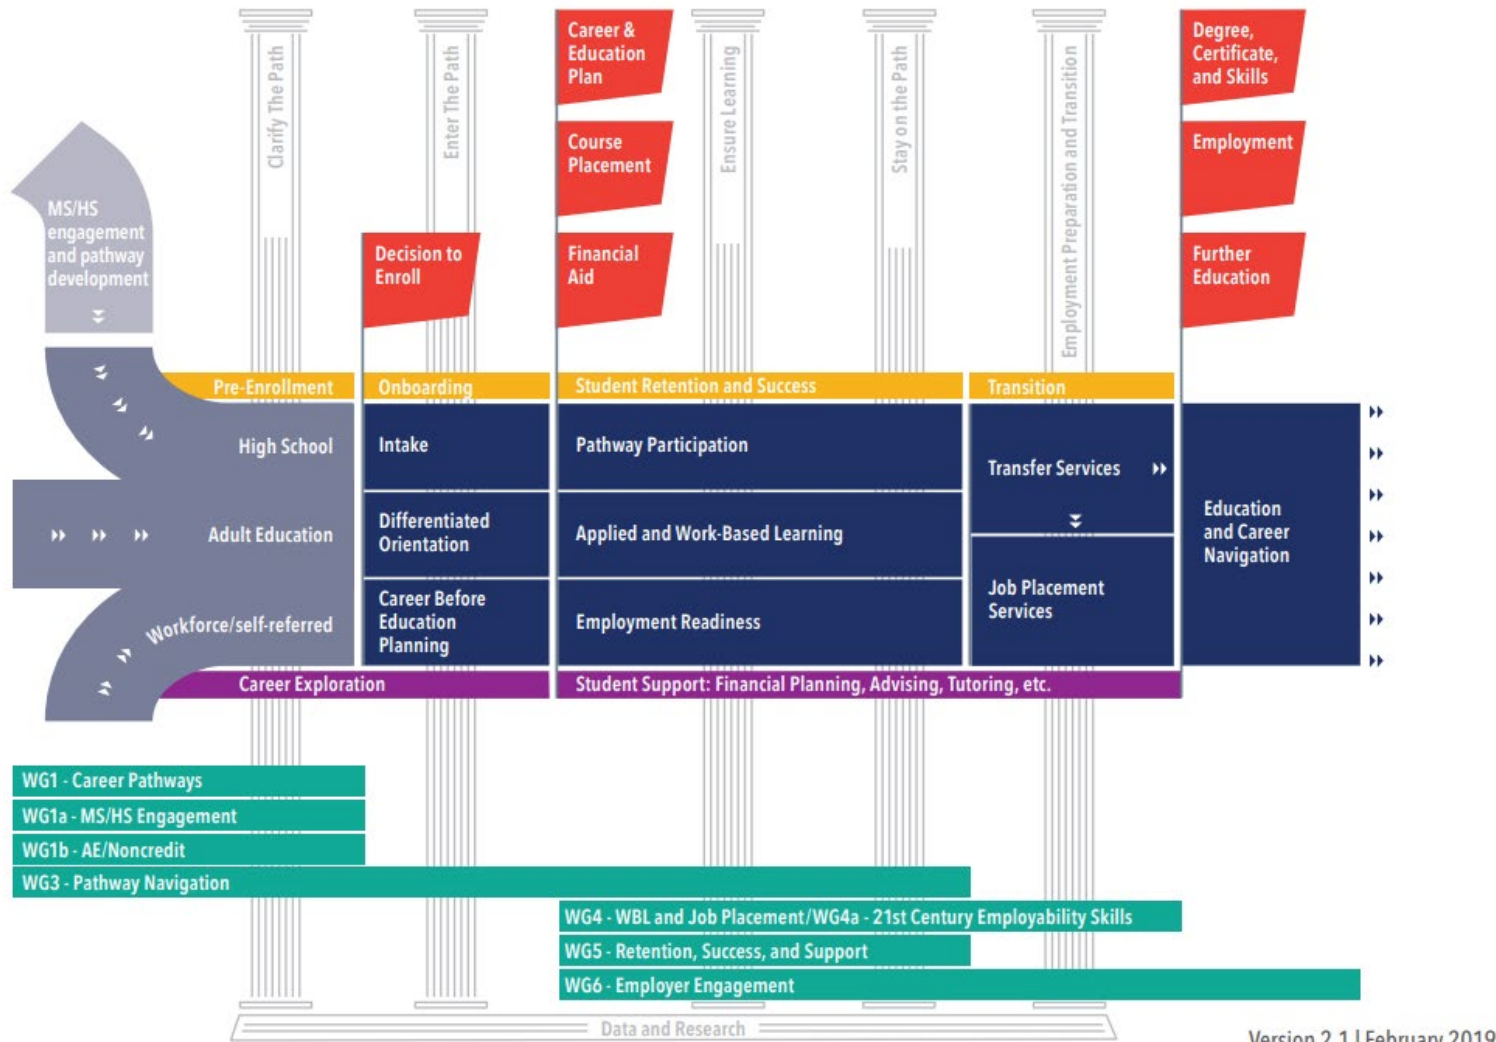 Clarify The Path
Enter The Path
Ensure Learning
Stay on the Path
Employment Preparation and Transition
Career &
Education
Plan
Course
Placement
Financial
Aid
Decision to
Enroll
Degree,
Certificate,
and Skills
Employment
Further
Education
MS/HS
engagement
and pathway
development
Pre-Enrollment
Onboarding
Student Retention and Success
Transition
High School
Adult Education
Workforce/self-referred
Intake
Differentiated
Orientation
Career Before
Education
Planning
Pathway Participation
Applied and Work-Based Learning
Employment Readiness
Transfer Services
Job Placement
Services
Education
and Career
Navigation
Career Exploration
Student Support: Financial Planning, Advising, Tutoring, etc.
WG1 - Career Pathways
WG1a - MS/HS Engagement
WG1b - AE/Noncredit
WG3 - Pathway Navigation
WG4 - WBL and Job Placement/WG4a - 21st Century Employability Skills
WG5 - Retention, Success, and Support
WG6 - Employer Engagement
Data and Research
Version 2.1 | February 2019